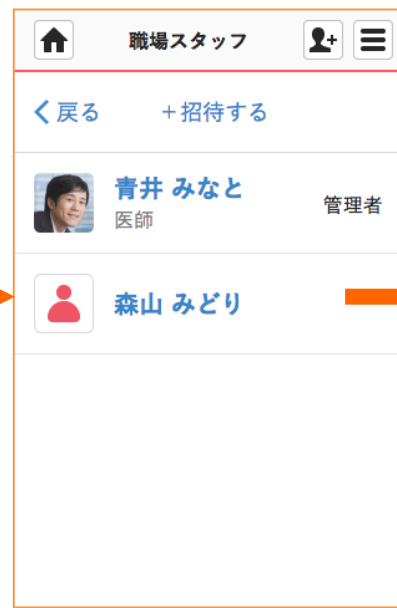 職場スタッフ
戻る
+招待する
青井 みなと
医師
管理者
森山 みどり